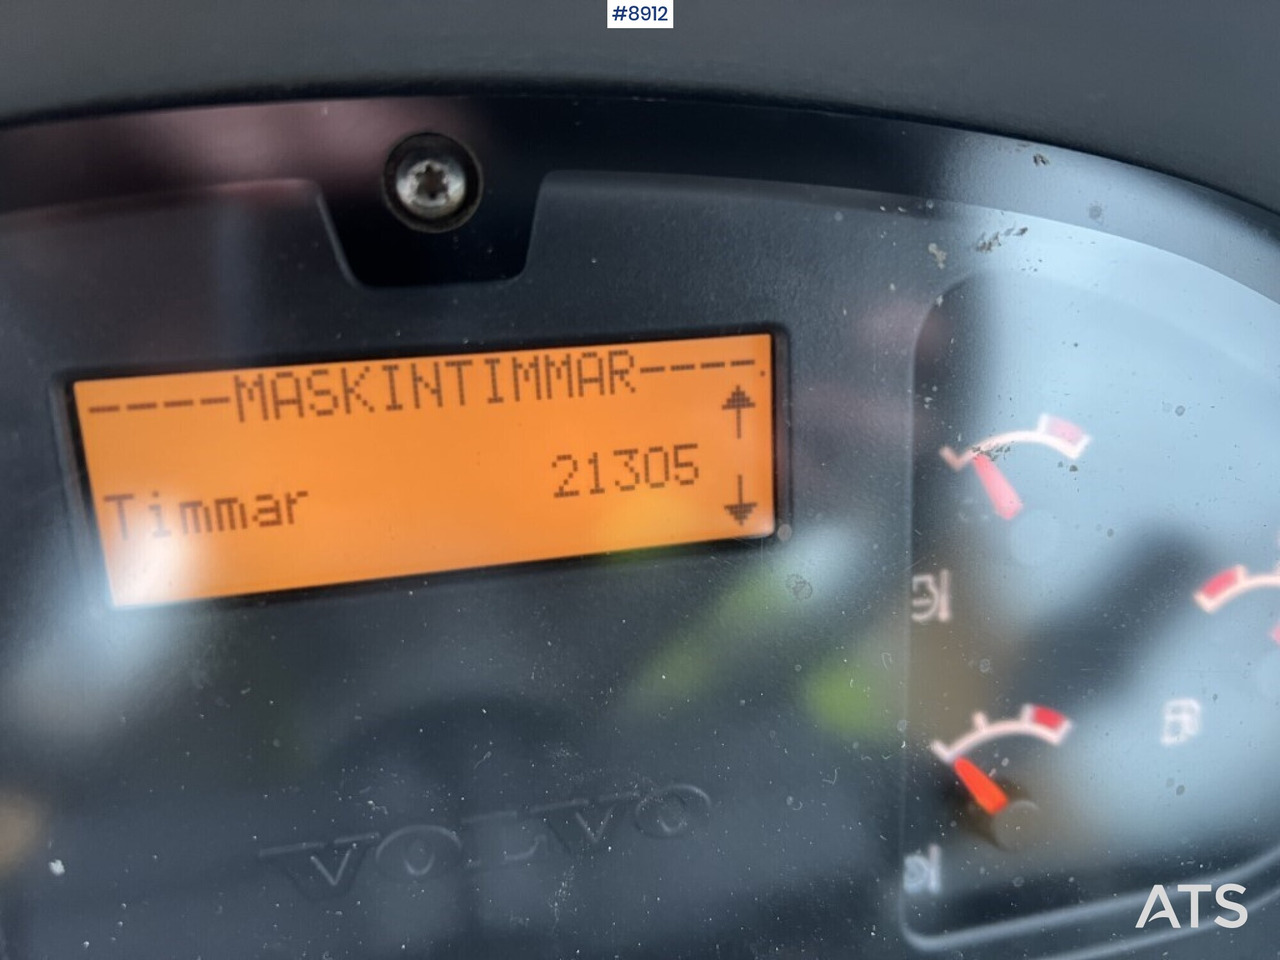 #8912
----MASKINTIMMAR----
Timmar 21305
VOLVO
ATS